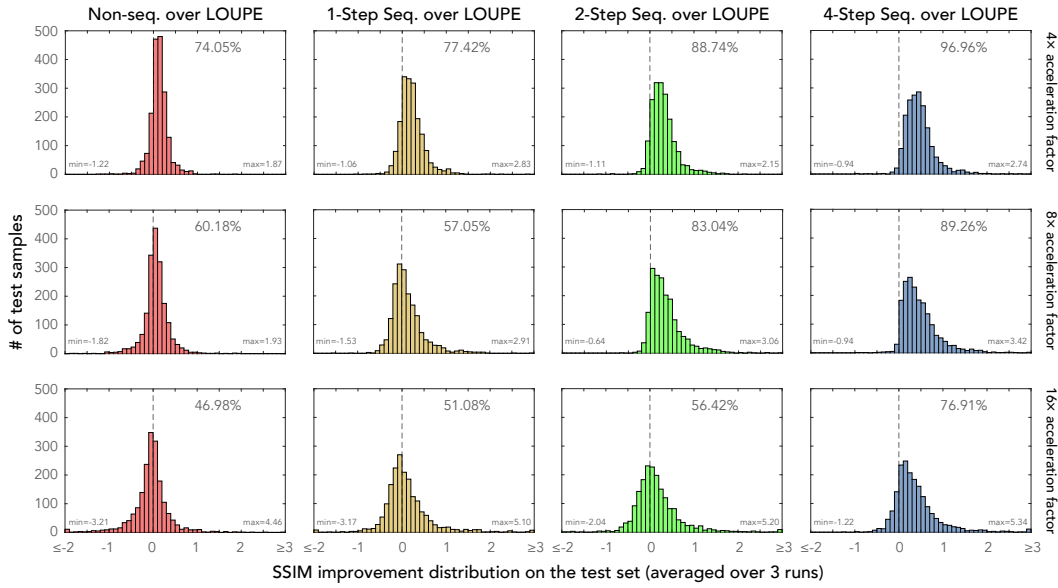 Non-seq. over LOUPE 1-Step Seq. over LOUPE 2-Step Seq. over LOUPE 4-Step Seq. over LOUPE
500
400
300
200
100
0
74.05% 77.42% 88.74% 96.96%
min=-1.22 max=1.87 min=-1.06 max=2.83 min=-1.11 max=2.15 min=-0.94 max=2.74
4× acceleration factor
# of test samples
500
400
300
200
100
0
60.18% 57.05% 83.04% 89.26%
min=-1.82 max=1.93 min=-1.53 max=2.91 min=-0.64 max=3.06 min=-0.94 max=3.42
8× acceleration factor
500
400
300
200
100
0
46.98% 51.08% 56.42% 76.91%
min=-3.21 max=4.46 min=-3.17 max=5.10 min=-2.04 max=5.20 min=-1.22 max=5.34
16× acceleration factor
≤-2 -1 0 1 2 ≥3 ≤-2 -1 0 1 2 ≥3 ≤-2 -1 0 1 2 ≥3 ≤-2 -1 0 1 2 ≥3
SSIM improvement distribution on the test set (averaged over 3 runs)